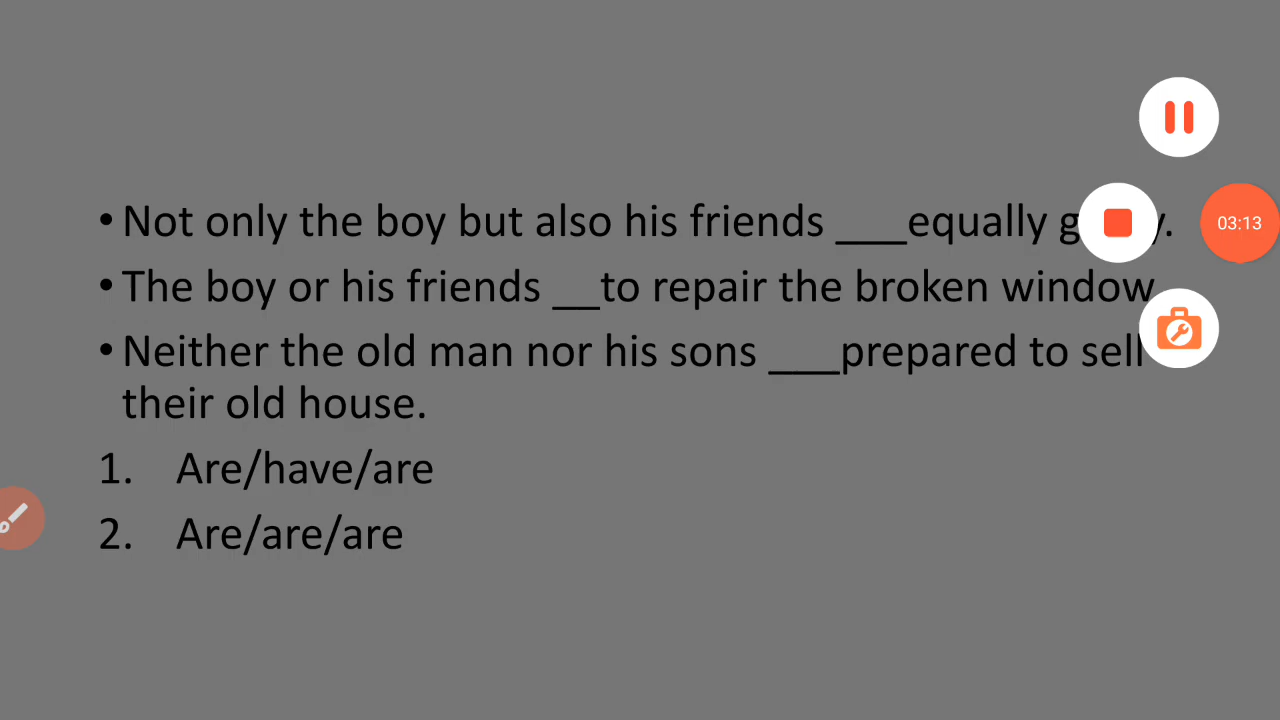 • Not only the boy but also his friends ___equally
• The boy or his friends __to repair the broken window
• Neither the old man nor his sons ___prepared to sell
their old house.
1. Are/have/are
2. Are/are/are
03:13